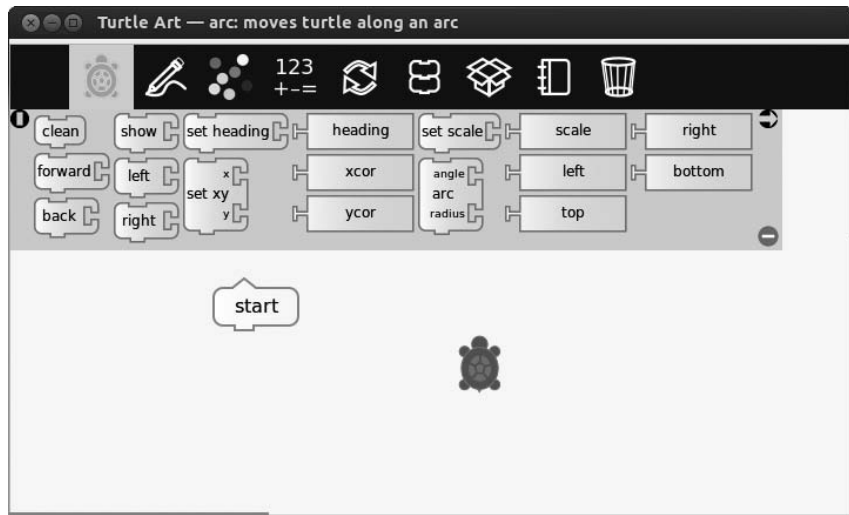 Turtle Art — arc: moves turtle along an arc
123
+-=
clean show set heading heading set scale scale right
forward left x set xy y xcor angle arc radius left bottom
back right ycor top
start